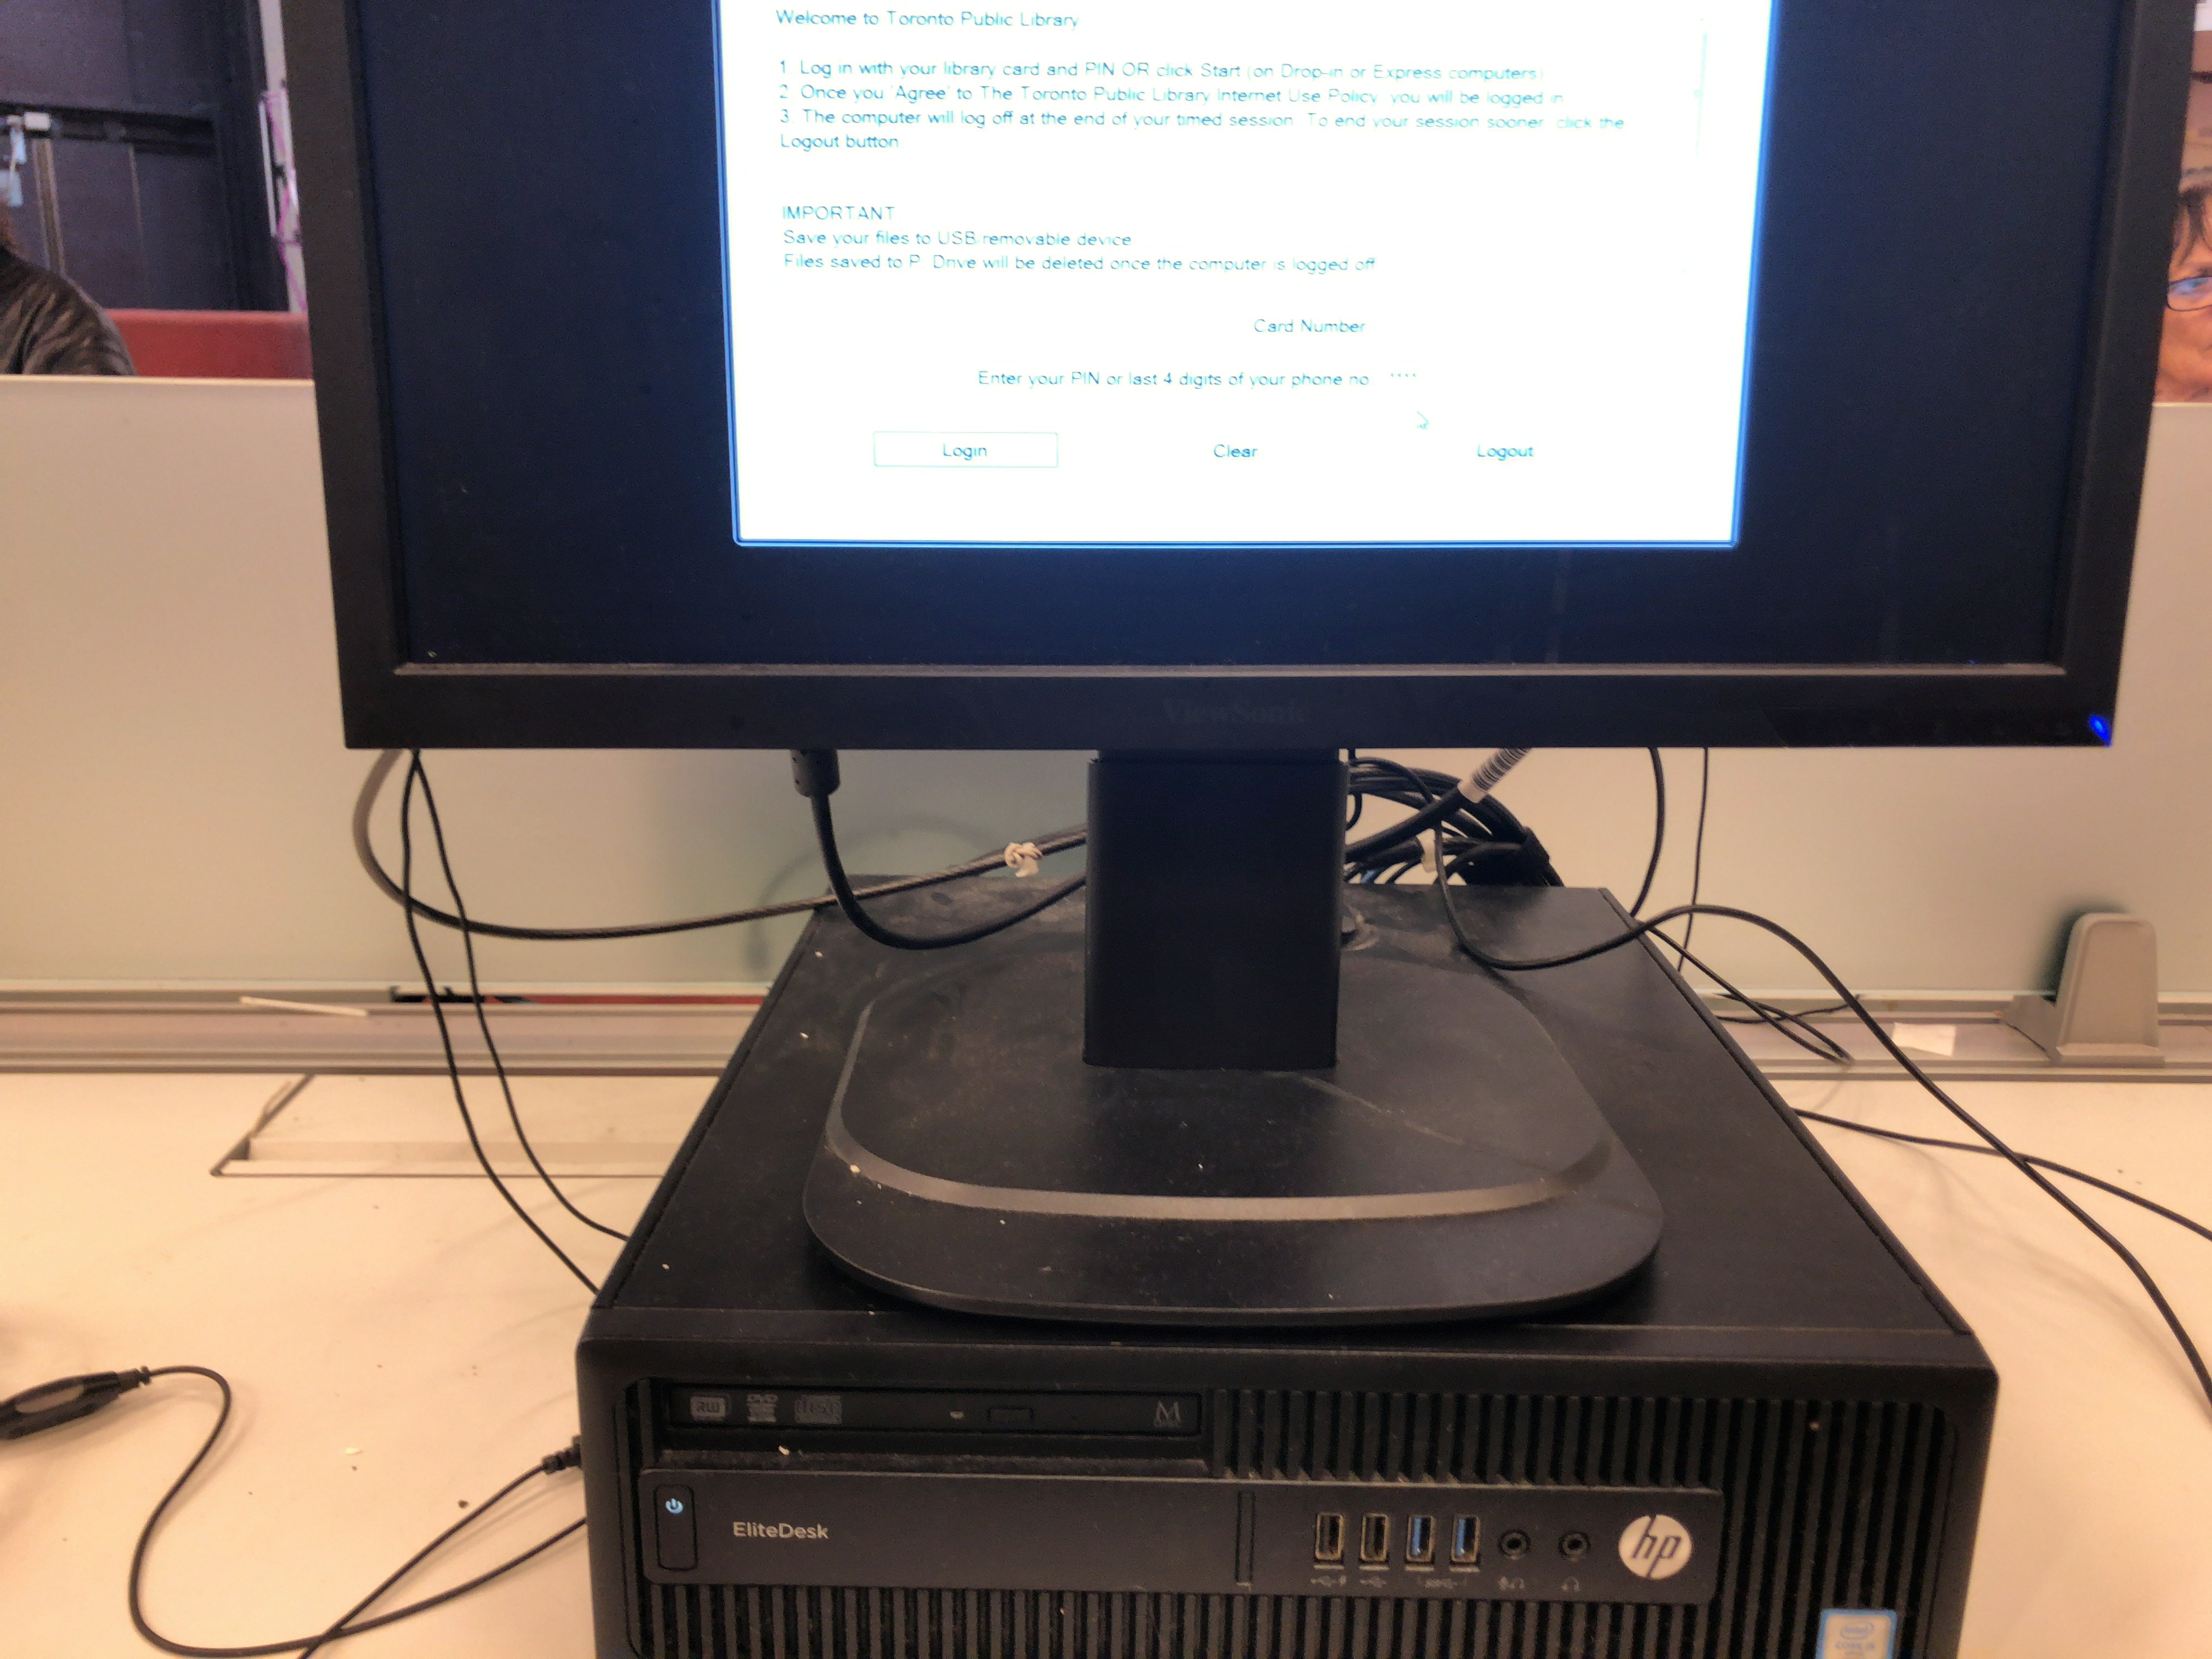 Welcome to Toronto Public Library
1. Log in with your library card and PIN OR click Start (on Drop-in or Express computers)
2. Once you 'Agree' to The Toronto Public Library Internet Use Policy, you will be logged in
3. The computer will log off at the end of your timed session. To end your session sooner, click the
Logout button
IMPORTANT
Save your files to USB removable device
Files saved to P: Drive will be deleted once the computer is logged off
Card Number
Enter your PIN or last 4 digits of your phone no ****
Login Clear Logout
ViewSonic
RW DVD disc
EliteDesk
hp
intel
CORE i5